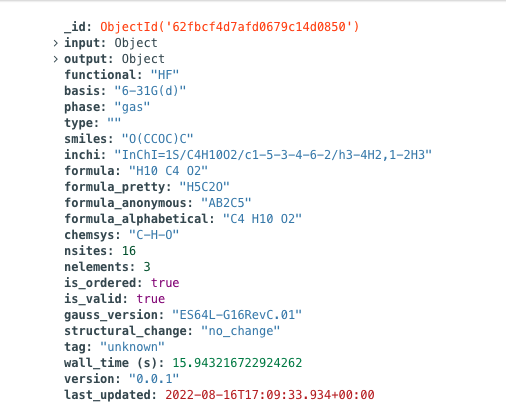 _id: ObjectId('62fbcf4d7afd0679c14d0850')
> input: Object
> output: Object
functional: "HF"
basis: "6-31G(d)"
phase: "gas"
type: ""
smiles: "O(CCOC)C"
inchi: "InChI=1S/C4H10O2/c1-5-3-4-6-2/h3-4H2,1-2H3"
formula: "H10 C4 O2"
formula_pretty: "H5C2O"
formula_anonymous: "AB2C5"
formula_alphabetical: "C4 H10 O2"
chemsys: "C-H-O"
nsites: 16
nelements: 3
is_ordered: true
is_valid: true
gauss_version: "ES64L-G16RevC.01"
structural_change: "no_change"
tag: "unknown"
wall_time (s): 15.943216722924262
version: "0.0.1"
last_updated: 2022-08-16T17:09:33.934+00:00